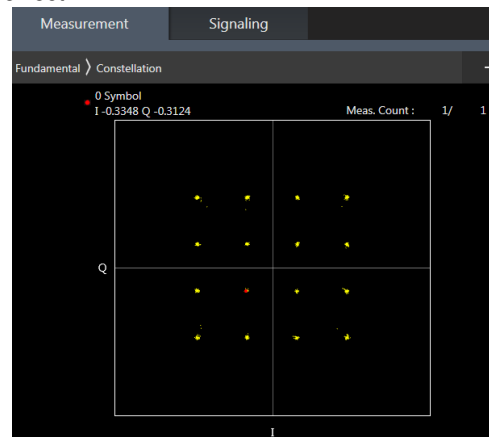 Measurement Signaling
Fundamental 〉 Constellation
0 Symbol
I -0.3348 Q -0.3124 Meas. Count : 1/ 1
Q
I